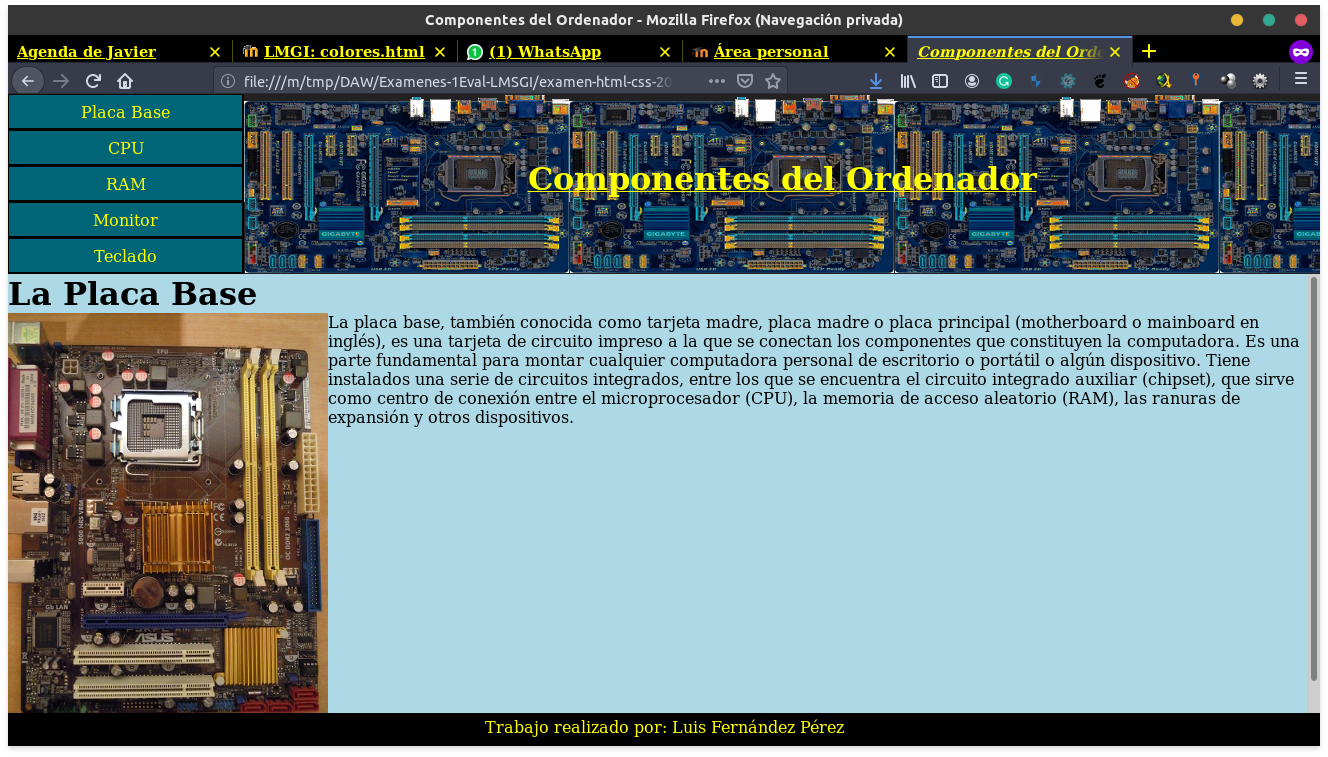 Componentes del Ordenador - Mozilla Firefox (Navegación privada)
Agenda de Javier
LMGI: colores.html
(1) WhatsApp
Área personal
Componentes del Orde
file:///m/tmp/DAW/Examenes-1Eval-LMSGI/examen-html-css-20
Placa Base
CPU
RAM
Monitor
Teclado
Componentes del Ordenador
GIGABYTE
GIGABYTE
GIGABYTE
La Placa Base
La placa base, también conocida como tarjeta madre, placa madre o placa principal (motherboard o mainboard en
inglés), es una tarjeta de circuito impreso a la que se conectan los componentes que constituyen la computadora. Es una
parte fundamental para montar cualquier computadora personal de escritorio o portátil o algún dispositivo. Tiene
instalados una serie de circuitos integrados, entre los que se encuentra el circuito integrado auxiliar (chipset), que sirve
como centro de conexión entre el microprocesador (CPU), la memoria de acceso aleatorio (RAM), las ranuras de
expansión y otros dispositivos.
CPU
Gb LAN
ASUS
Trabajo realizado por: Luis Fernández Pérez